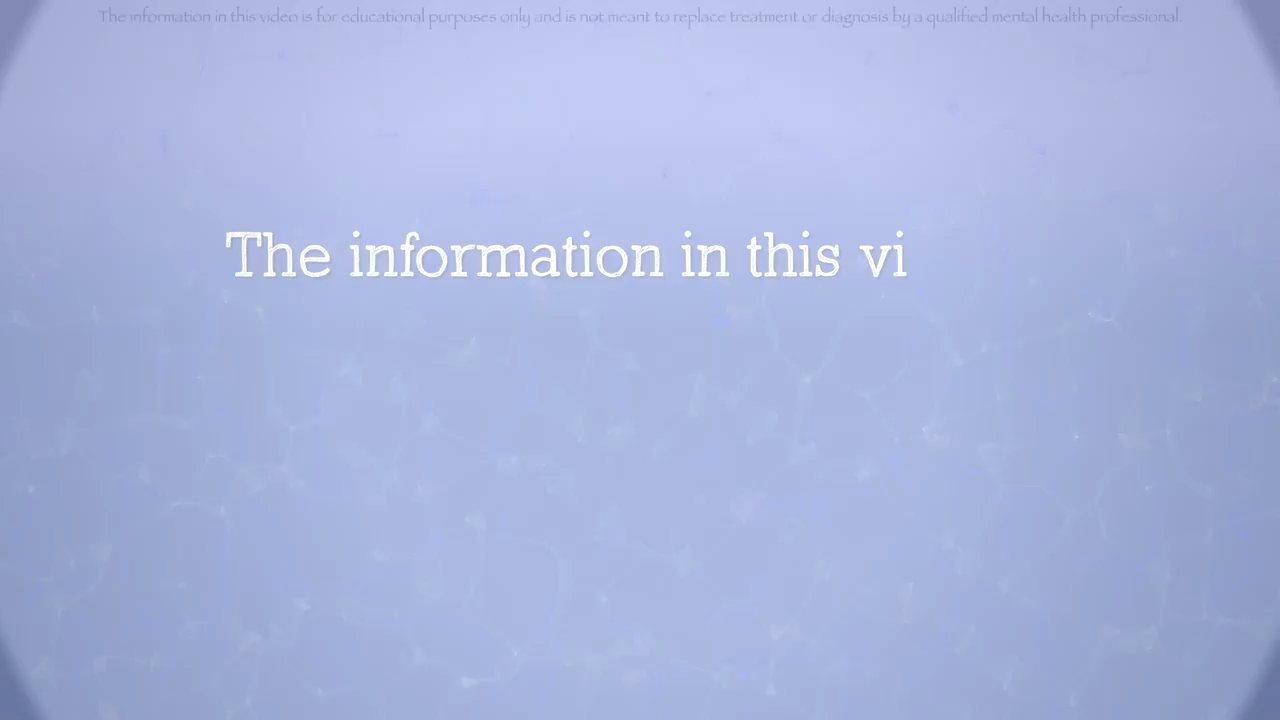 The information in this video is for educational purposes only and is not meant to replace treatment or diagnosis by a qualified mental health professional.
The information in this vi